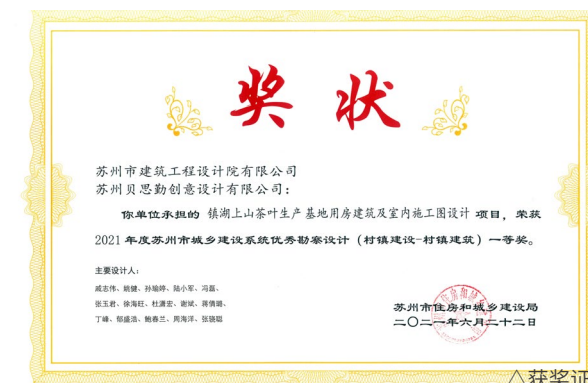 奖状
苏州市建筑工程设计院有限公司
苏州贝思勤创意设计有限公司：
你单位承担的 镇湖上山茶叶生产基地用房建筑及室内施工图设计 项目，荣获
2021 年度苏州市城乡建设系统优秀勘察设计（村镇建设-村镇建筑）一等奖。
主要设计人：
戚志伟、姚健、孙瑜婷、陆小军、冯磊、
张玉君、徐海旺、杜潇宏、谢斌、蒋倩璐、
丁峰、郁盛浩、鲍春兰、周海洋、张骁聪
苏州市住房和城乡建设局
二〇二一年六月二十二日
△获奖证